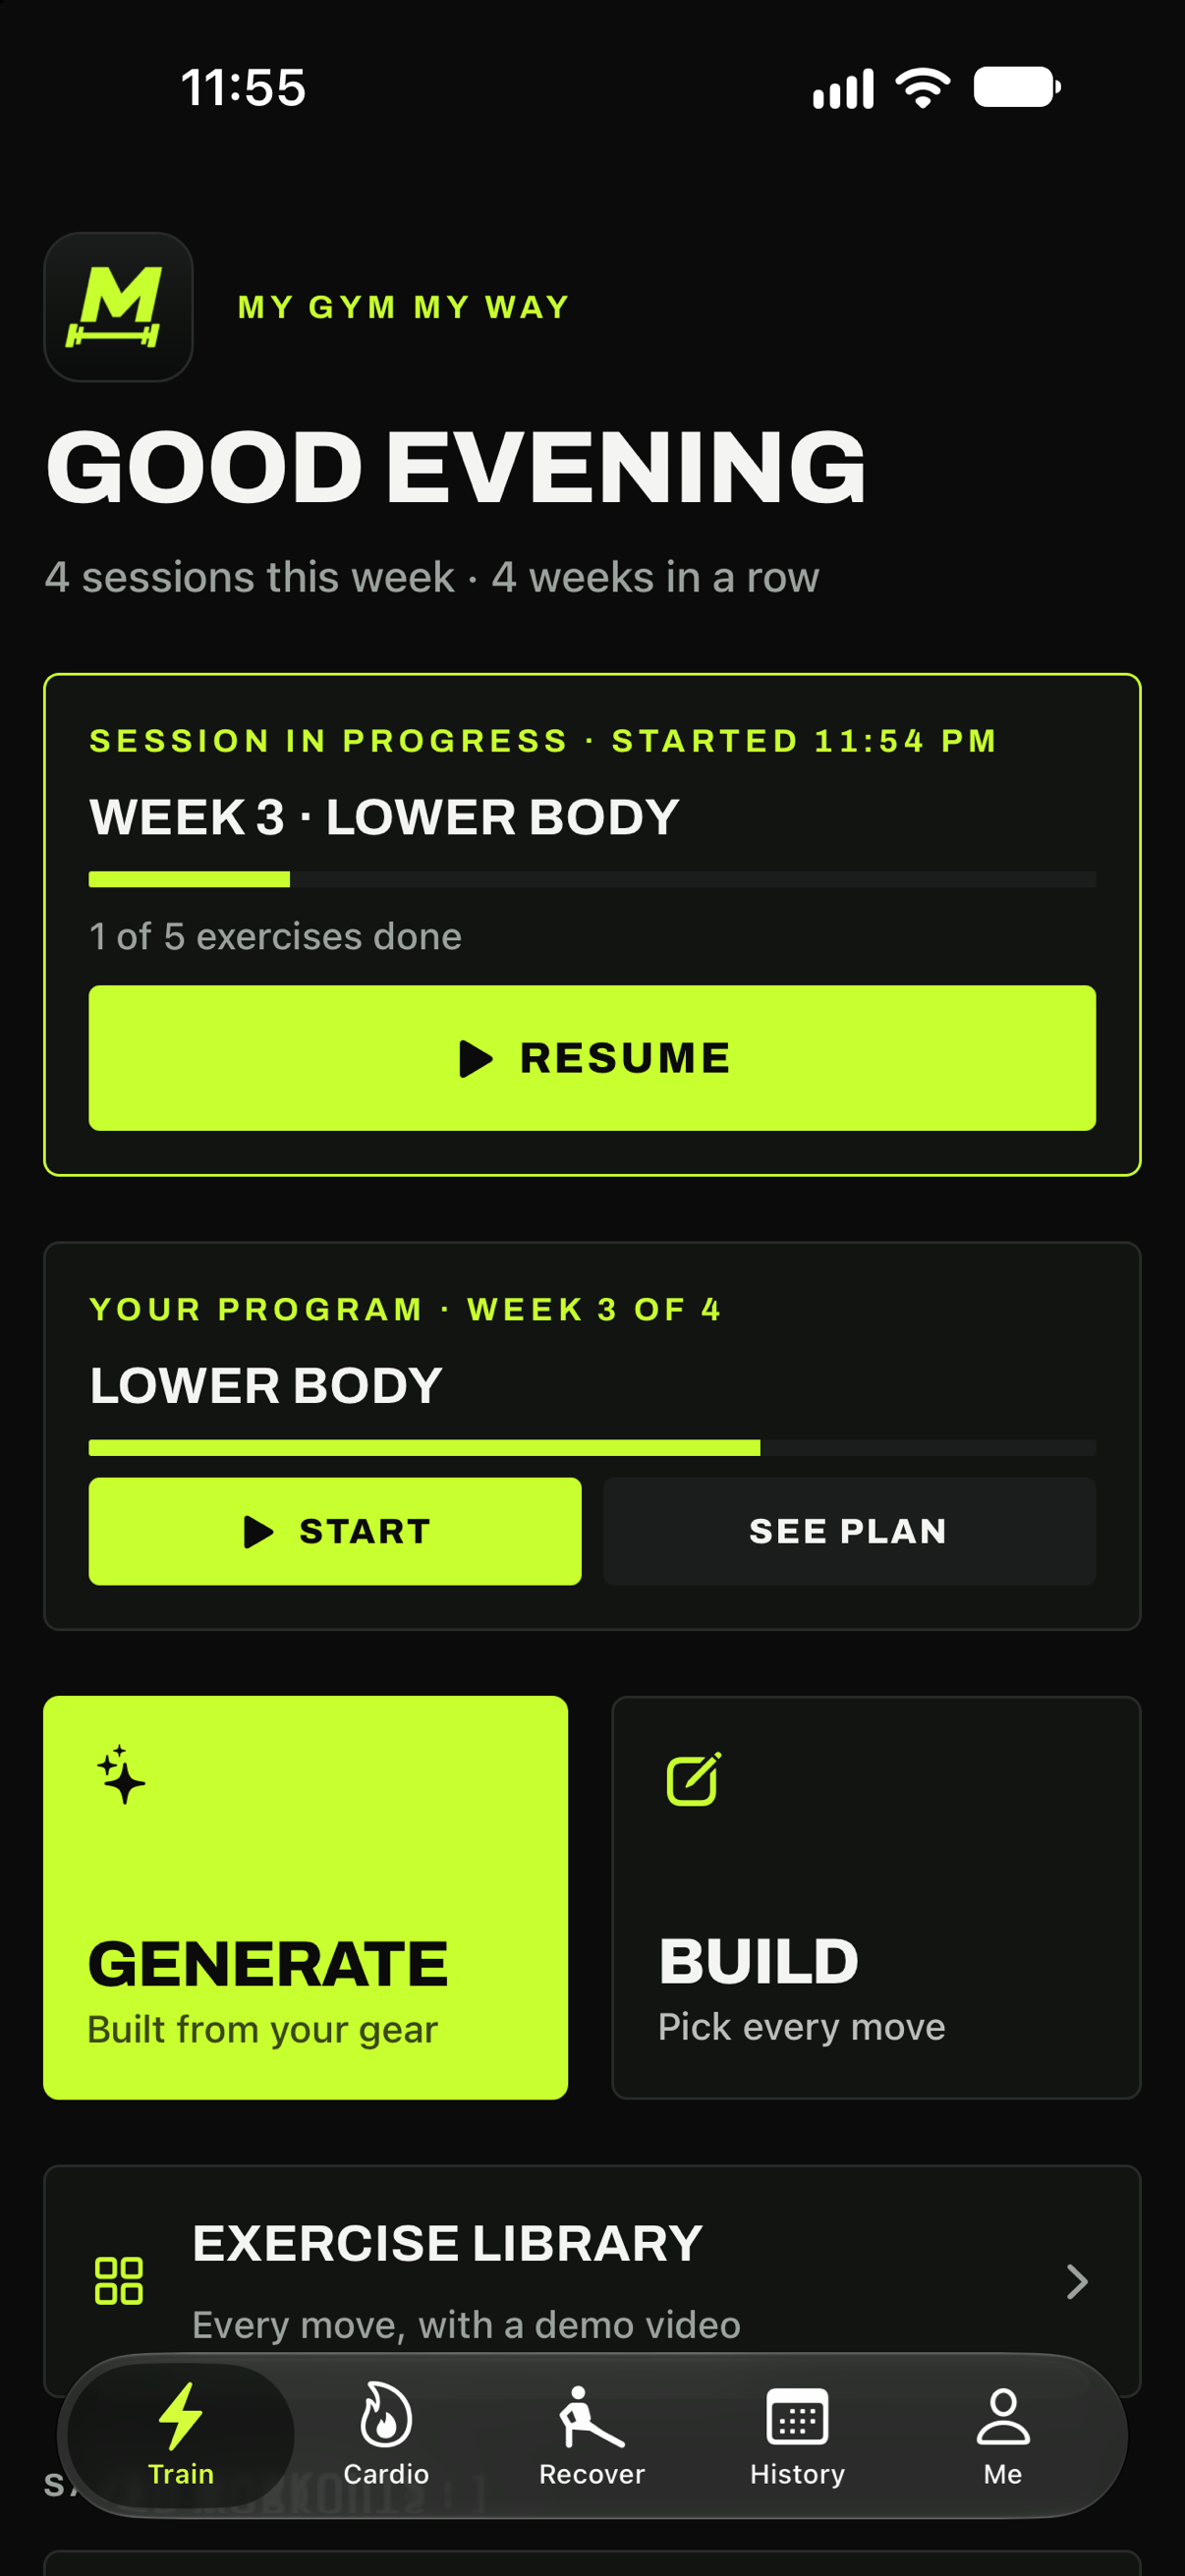 11:55
MY GYM MY WAY
GOOD EVENING
4 sessions this week · 4 weeks in a row
SESSION IN PROGRESS · STARTED 11:54 PM
WEEK 3 · LOWER BODY
1 of 5 exercises done
RESUME
YOUR PROGRAM · WEEK 3 OF 4
LOWER BODY
START
SEE PLAN
GENERATE
Built from your gear
BUILD
Pick every move
EXERCISE LIBRARY
Every move, with a demo video
Train
Cardio
Recover
History
Me